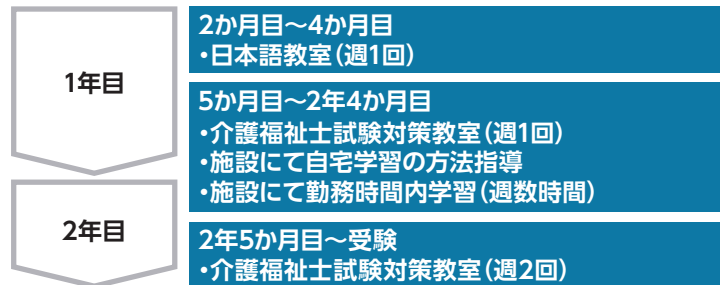 1年目
2か月目～4か月目
・日本語教室（週1回）
5か月目～2年4か月目
・介護福祉士試験対策教室（週1回）
・施設にて自宅学習の方法指導
・施設にて勤務時間内学習（週数時間）
2年目
2年5か月目～受験
・介護福祉士試験対策教室（週2回）